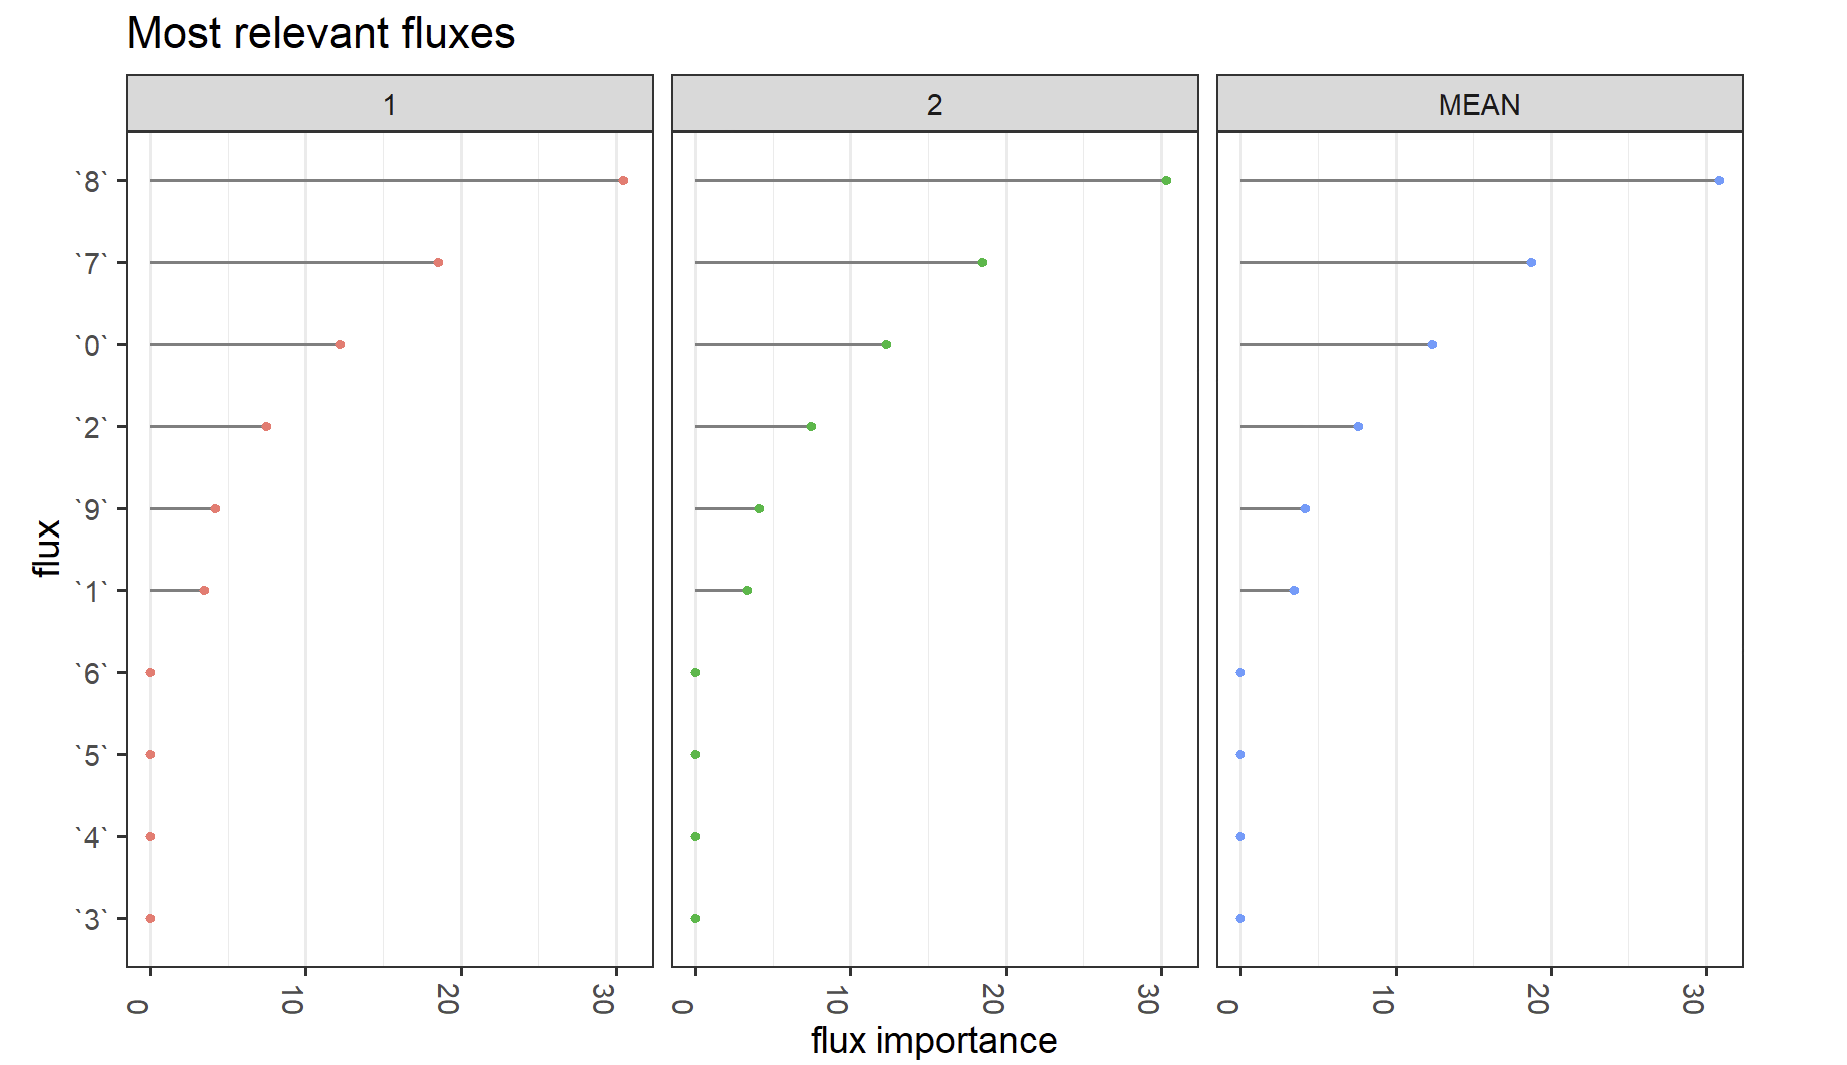 Most relevant fluxes
1 2 MEAN
`8`
`7`
`0`
`2`
`9`
`1`
`6`
`5`
`4`
`3`
flux
0 10 20 30 0 10 20 30 0 10 20 30
flux importance